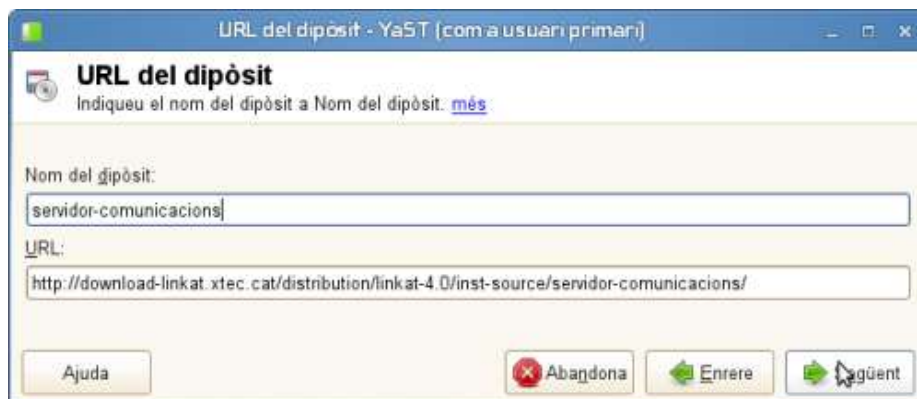 URL del dipòsit - YaST (com a usuari primari)
URL del dipòsit
Indiqueu el nom del dipòsit a Nom del dipòsit. més
Nom del dipòsit:
servidor-comunicacions
URL:
http://download-linkat.xtec.cat/distribution/linkat-4.0/inst-source/servidor-comunicacions/
Ajuda
Abandona
Enrere